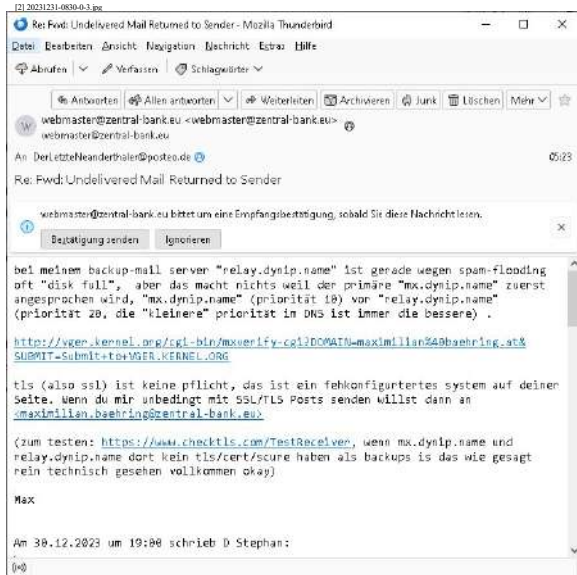 [2] 20231231-0830-0-3.jpg
Re: Fwd: Undelivered Mail Returned to Sender - Mozilla Thunderbird
Datei Bearbeiten Ansicht Navigation Nachricht Extras Hilfe
Abrufen Verfassen Schlagwörter
Antworten Allen antworten Weiterleiten Archivieren Junk Löschen Mehr
W webmaster@zentral-bank.eu <webmaster@zentral-bank.eu>
webmaster@zentral-bank.eu
An DerLetzteNeanderthaler@posteo.de 05:23
Re: Fwd: Undelivered Mail Returned to Sender
webmaster@zentral-bank.eu bittet um eine Empfangsbestätigung, sobald Sie diese Nachricht lesen.
Bestätigung senden Ignorieren
bei meinem backup-mail server "relay.dynip.name" ist gerade wegen spam-flooding
oft "disk full", aber das macht nichts weil der primäre "mx.dynip.name" zuerst
angesprochen wird, "mx.dynip.name" (priorität 10) vor "relay.dynip.name"
(priorität 20, die "kleinere" priorität im DNS ist immer die bessere) .
http://vger.kernel.org/cgi-bin/mxverify-cgi?DOMAIN=maximilian%40baehring.at&
SUBMIT=Submit+to+VGER.KERNEL.ORG
tls (also ssl) ist keine pflicht, das ist ein fehkonfigurtertes system auf deiner
Seite. Wenn du mir unbedingt mit SSL/TLS Posts senden willst dann an
<maximilian.baehring@zentral-bank.eu>
(zum testen: https://www.checktls.com/TestReceiver, wenn mx.dynip.name und
relay.dynip.name dort kein tls/cert/scure haben als backups is das wie gesagt
rein technisch gesehen vollkommen okay)
Max
Am 30.12.2023 um 19:00 schrieb D Stephan: